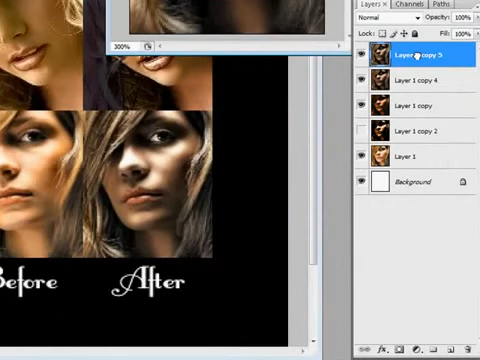 Layers × Channels Paths
Normal Opacity: 100%
Lock: Fill: 100%
Layer 1 copy 5
Layer 1 copy 4
Layer 1 copy
Layer 1 copy 2
Layer 1
Background
300%
Before After